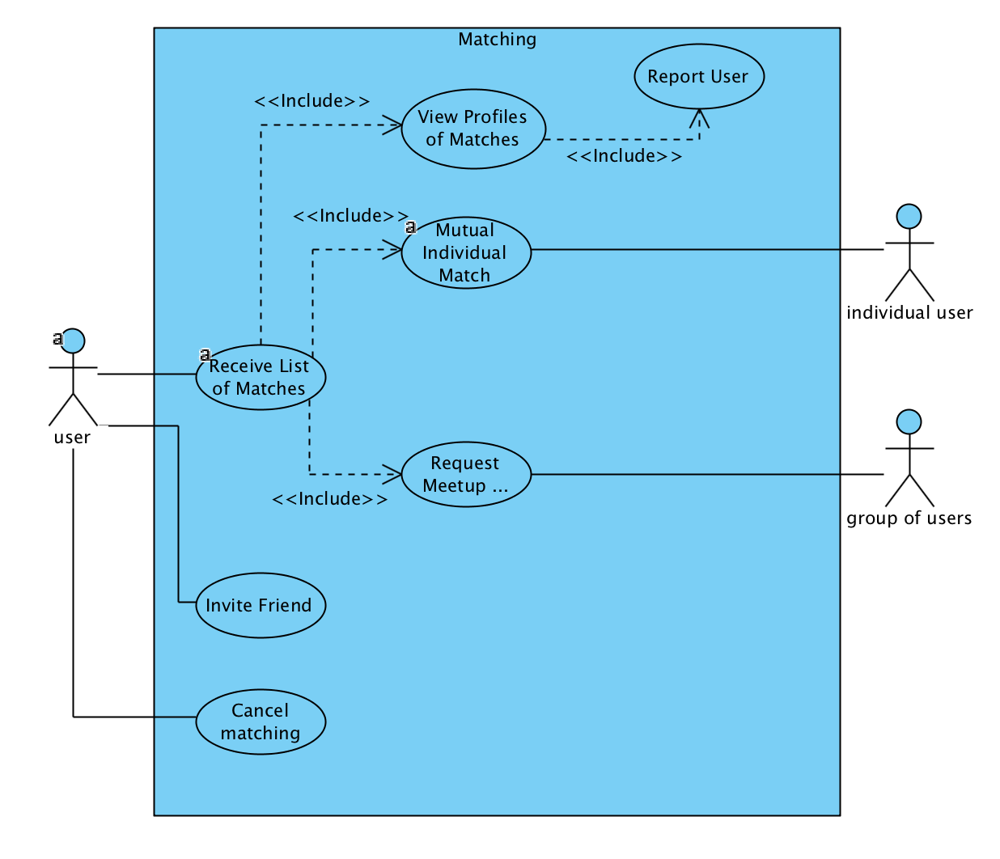 Matching
Report User
<<Include>>
View Profiles
of Matches
<<Include>>
<<Include>>
a
Mutual
Individual
Match
individual user
a
a
Receive List
of Matches
user
Request
Meetup ...
<<Include>>
group of users
Invite Friend
Cancel
matching